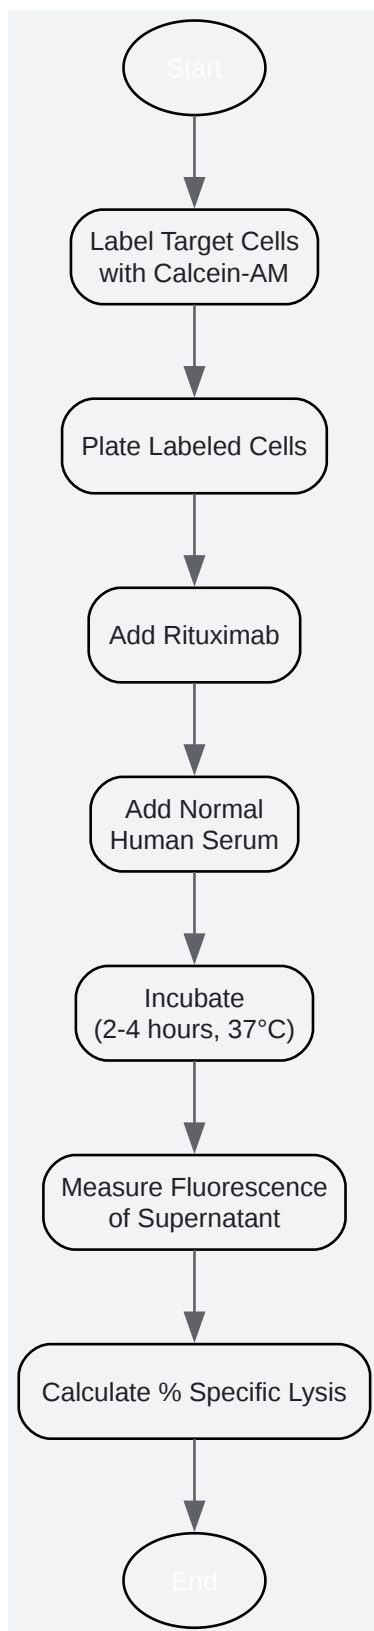 Start
Label Target Cells
with Calcein-AM
Plate Labeled Cells
Add Rituximab
Add Normal
Human Serum
Incubate
(2-4 hours, 37°C)
Measure Fluorescence
of Supernatant
Calculate % Specific Lysis
End